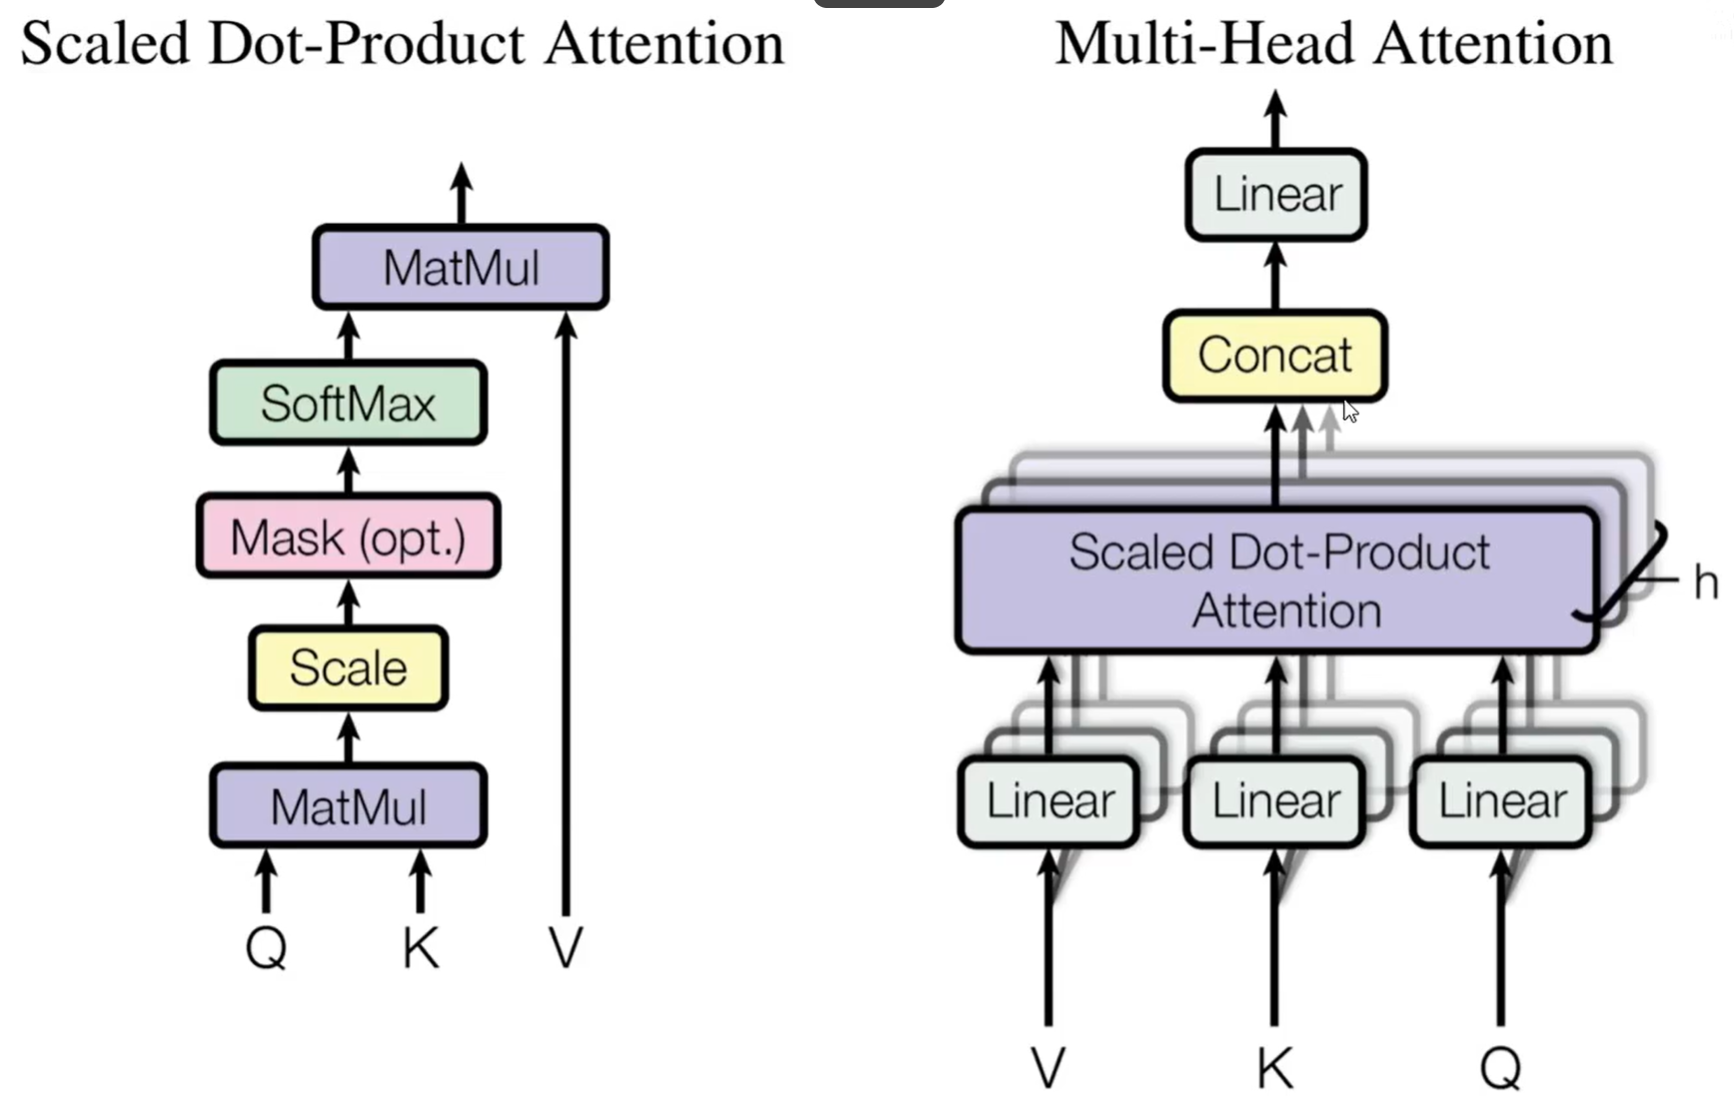 Scaled Dot-Product Attention
MatMul
SoftMax
Mask (opt.)
Scale
MatMul
Q K V
Multi-Head Attention
Linear
Concat
Scaled Dot-Product
Attention
h
Linear Linear Linear
V K Q